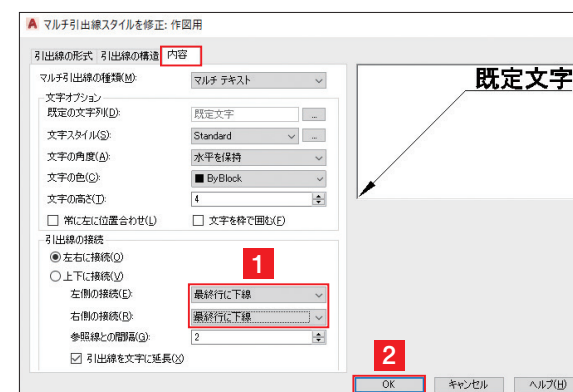 マルチ引出線スタイルを修正: 作図用
引出線の形式 引出線の構造 内容
マルチ引出線の種類(M): マルチ テキスト
文字オプション
既定の文字列(D): 既定文字 ...
文字スタイル(S): Standard ...
文字の角度(A): 水平を保持
文字の色(C): ByBlock
文字の高さ(T): 4
常に左に位置合わせ(L) 文字を枠で囲む(F)
引出線の接続
左右に接続(O)
1
上下に接続(V)
左側の接続(E): 最終行に下線
右側の接続(R): 最終行に下線
参照線との間隔(G): 2
引出線を文字に延長(X)
既定文字
2
OK キャンセル ヘルプ(H)